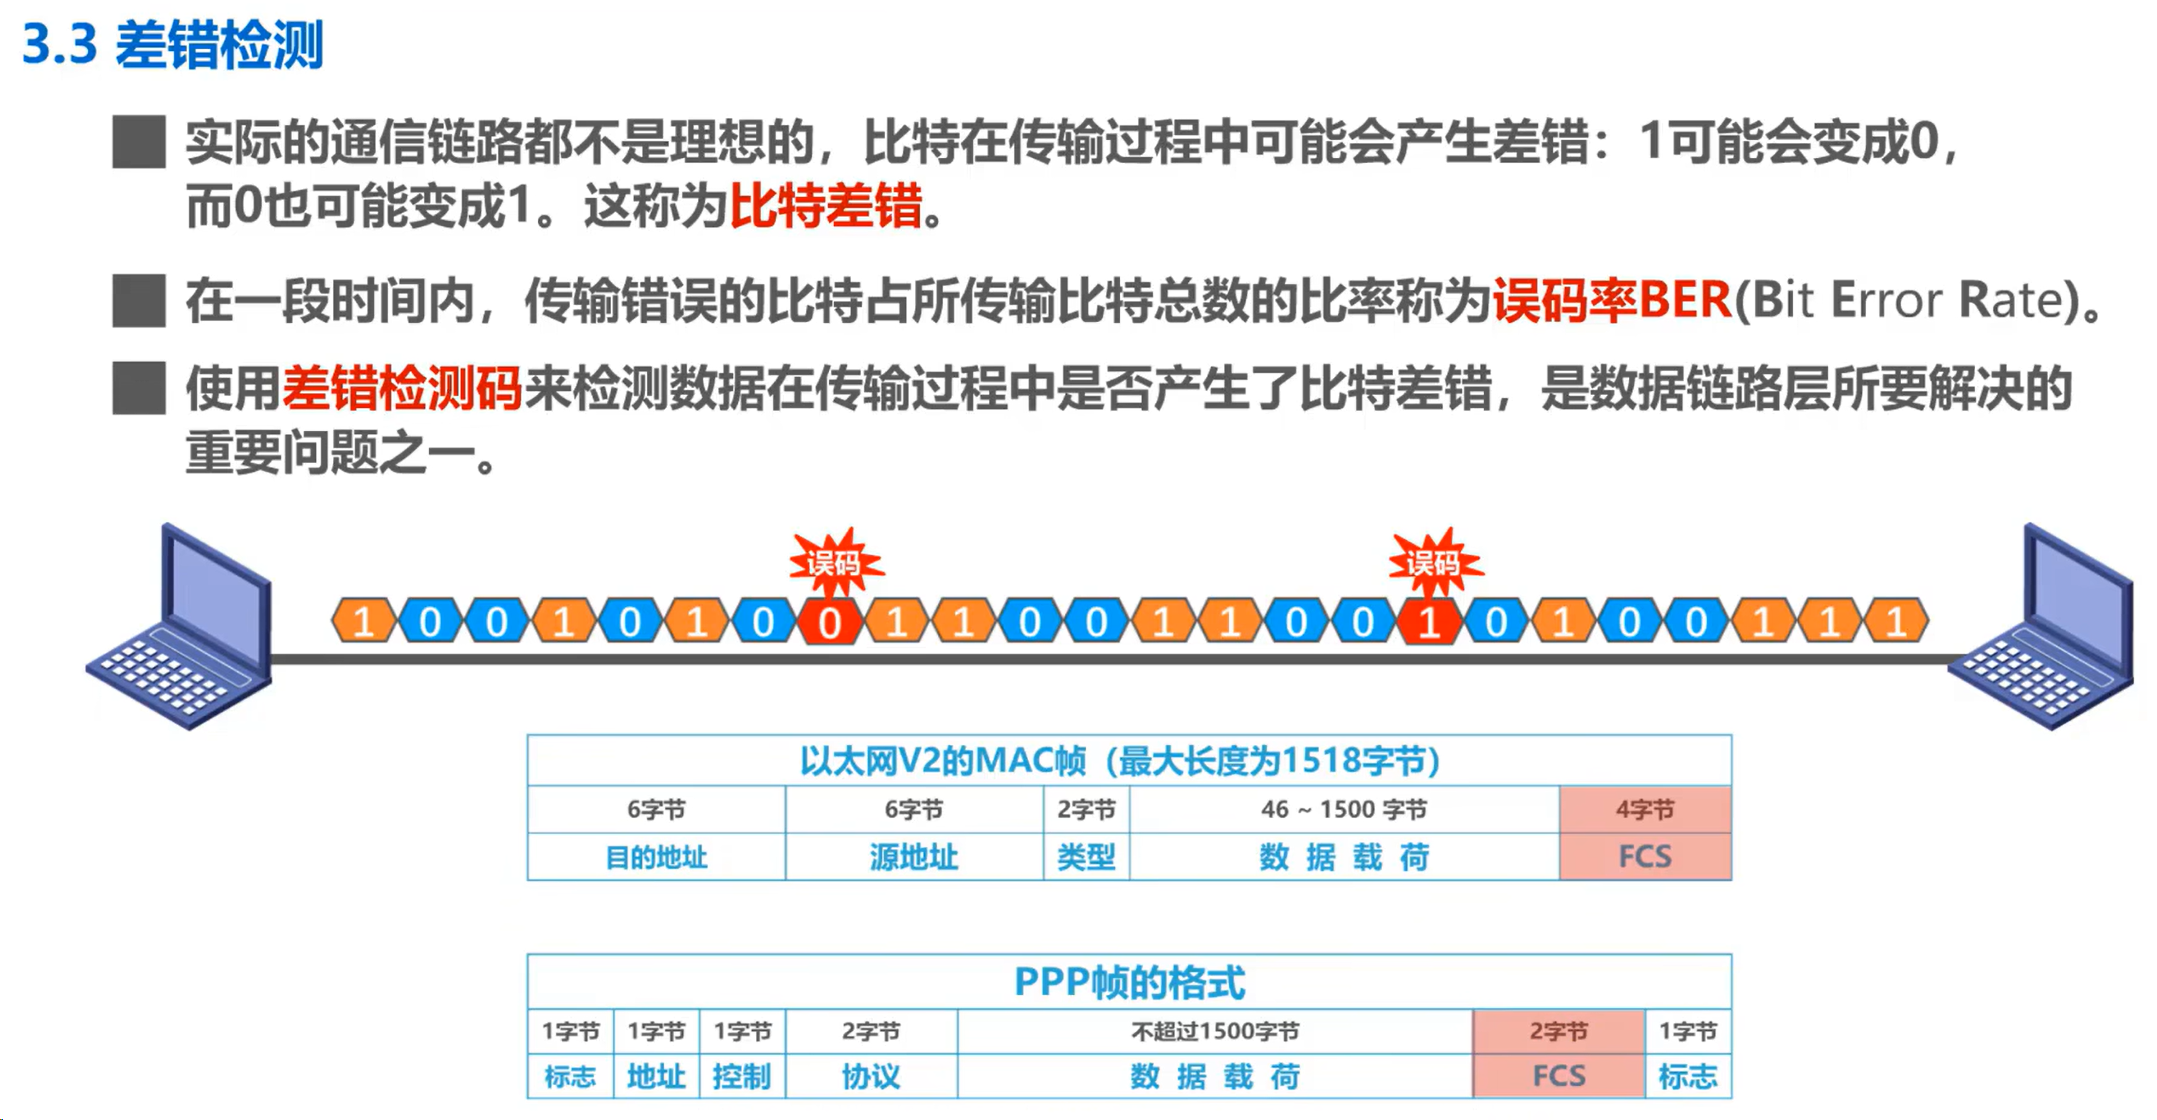 3.3 差错检测
实际的通信链路都不是理想的，比特在传输过程中可能会产生差错：1可能会变成0，
而0也可能变成1。这称为比特差错。
在一段时间内，传输错误的比特占所传输比特总数的比率称为误码率BER(Bit Error Rate)。
使用差错检测码来检测数据在传输过程中是否产生了比特差错，是数据链路层所要解决的
重要问题之一。
误码 误码
1 0 0 1 0 1 0 0 1 1 0 0 1 1 0 0 1 0 1 0 0 1 1 1
以太网V2的MAC帧（最大长度为1518字节）
6字节 6字节 2字节 46 ~ 1500 字节 4字节
目的地址 源地址 类型 数 据 载 荷 FCS
PPP帧的格式
1字节 1字节 1字节 2字节 不超过1500字节 2字节 1字节
标志 地址 控制 协议 数 据 载 荷 FCS 标志